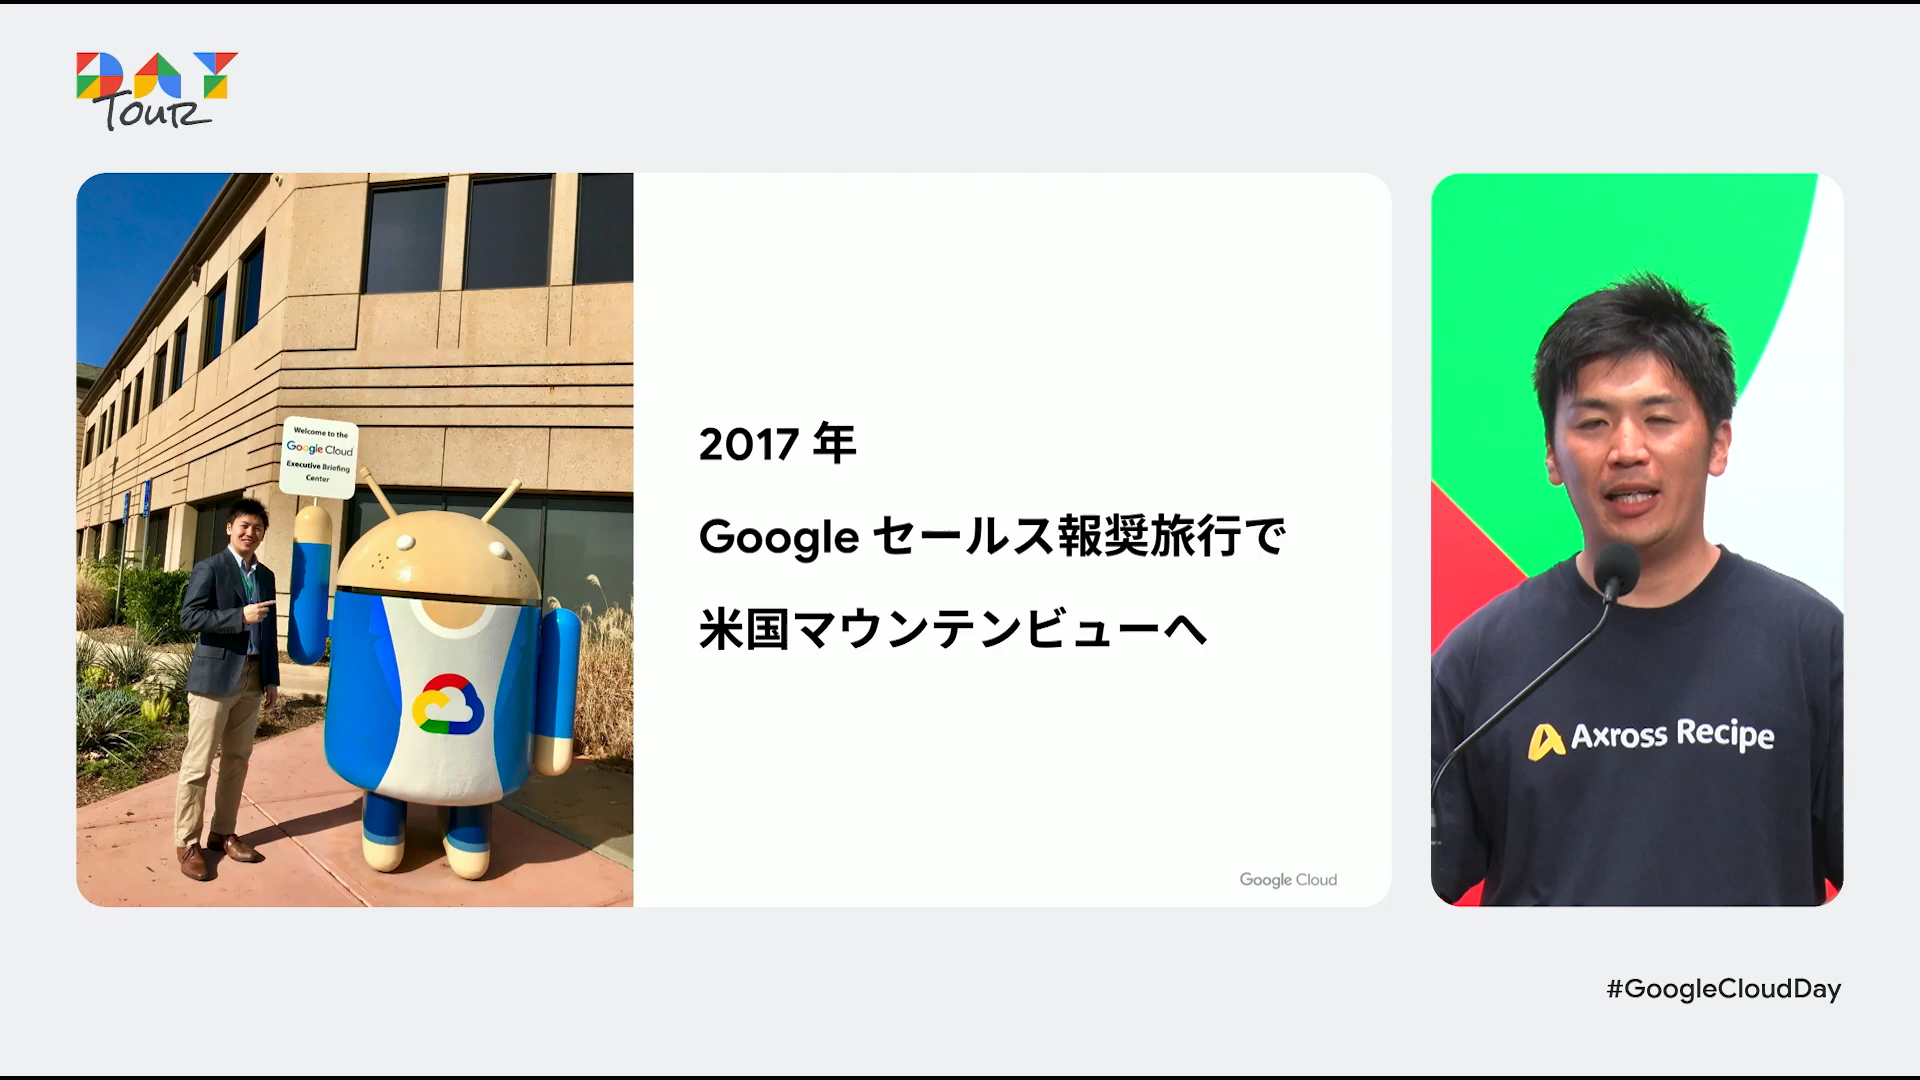 DAY
Tour
Welcome to the
Google Cloud
Executive Briefing
Center
2017 年
Google セールス報奨旅行で
米国マウンテンビューへ
Google Cloud
Axross Recipe
#GoogleCloudDay